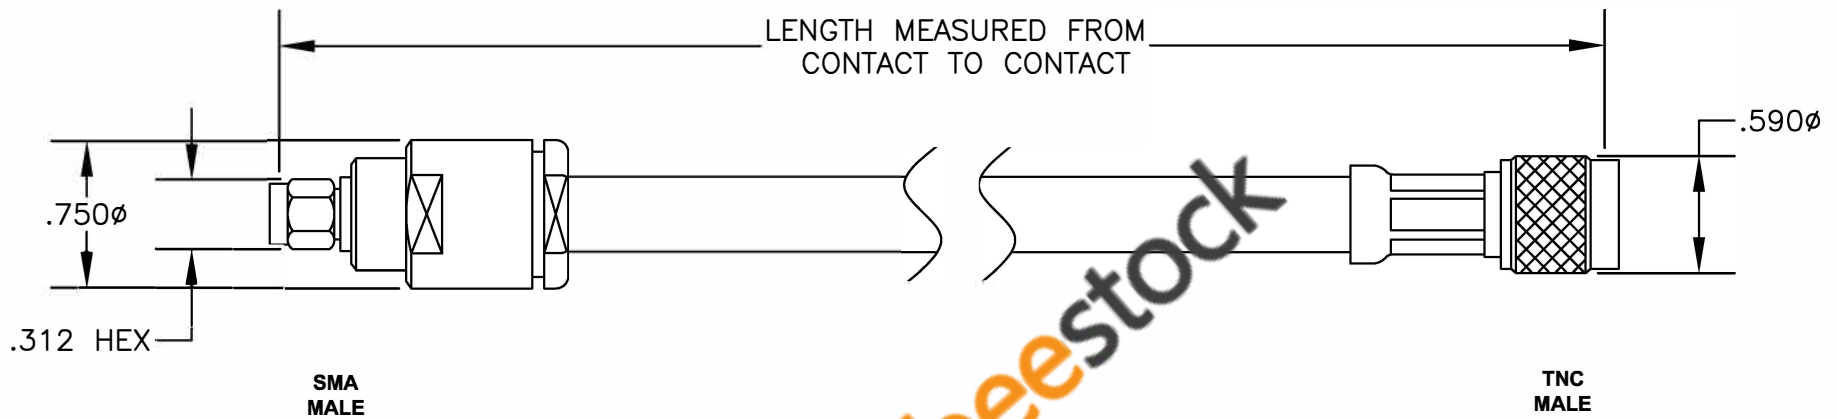 LENGTH MEASURED FROM
CONTACT TO CONTACT
.590ø
.750ø
.312 HEX
eestock
SMA
MALE
TNC
MALE